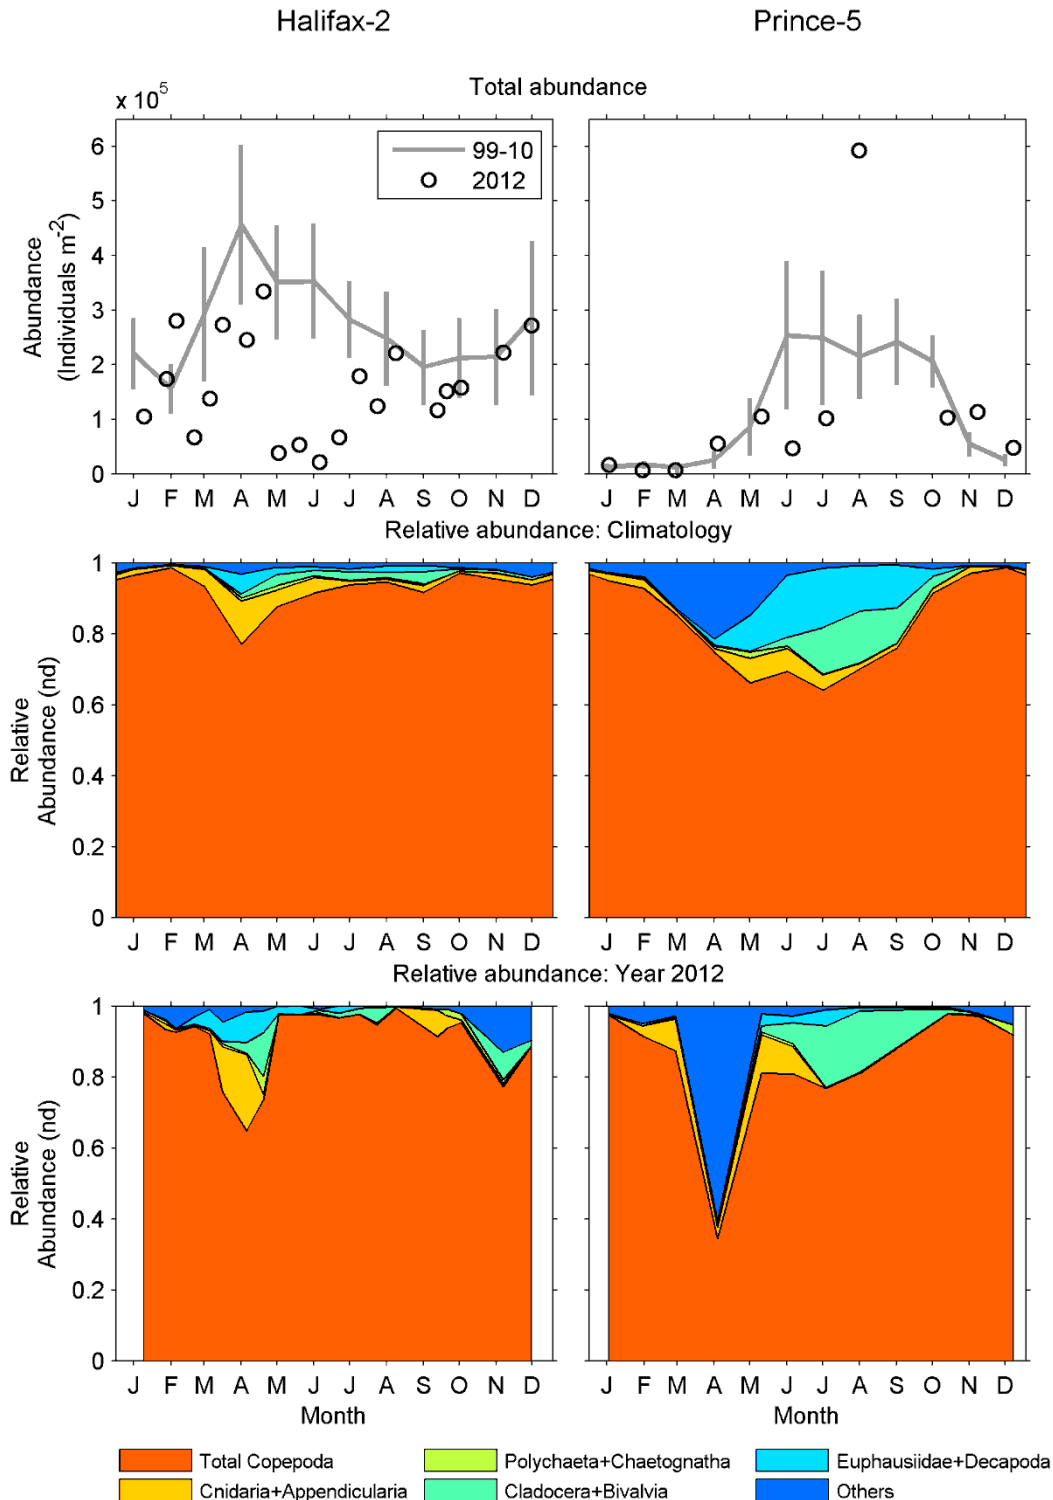 Halifax-2 Prince-5
Total abundance
x 10^5
6
5
4
3
2
1
0
Abundance
(Individuals m^-2)
99-10
2012
J F M A M J J A S O N D
J F M A M J J A S O N D
Relative abundance: Climatology
1
0.8
0.6
0.4
0.2
0
Relative
Abundance (nd)
J F M A M J J A S O N D
J F M A M J J A S O N D
Relative abundance: Year 2012
1
0.8
0.6
0.4
0.2
0
Relative
Abundance (nd)
J F M A M J J A S O N D
J F M A M J J A S O N D
Month Month
Total Copepoda Polychaeta+Chaetognatha Euphausiidae+Decapoda
Cnidaria+Appendicularia Cladocera+Bivalvia Others